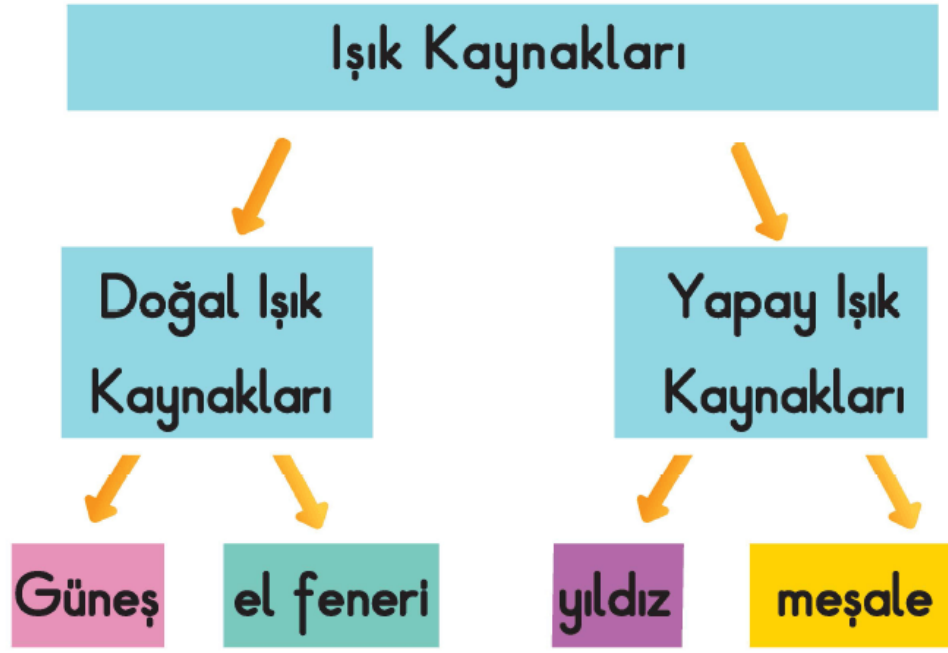 Işık Kaynakları
Doğal Işık
Kaynakları
Yapay Işık
Kaynakları
Güneş
el feneri
yıldız
meşale